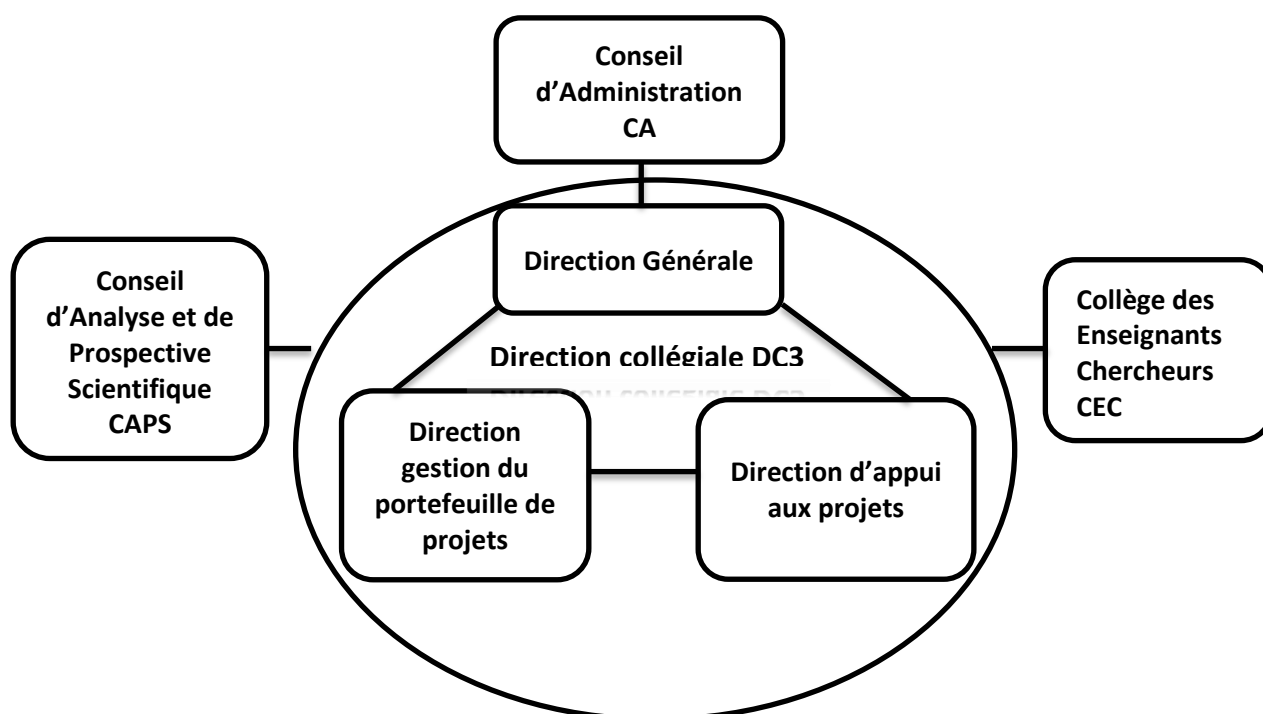 Conseil
d’Administration
CA
Direction Générale
Conseil
d’Analyse et de
Prospective
Scientifique
CAPS
Collège des
Enseignants
Chercheurs
CEC
Direction collégiale DC3
Direction
gestion du
portefeuille de
projets
Direction d’appui
aux projets